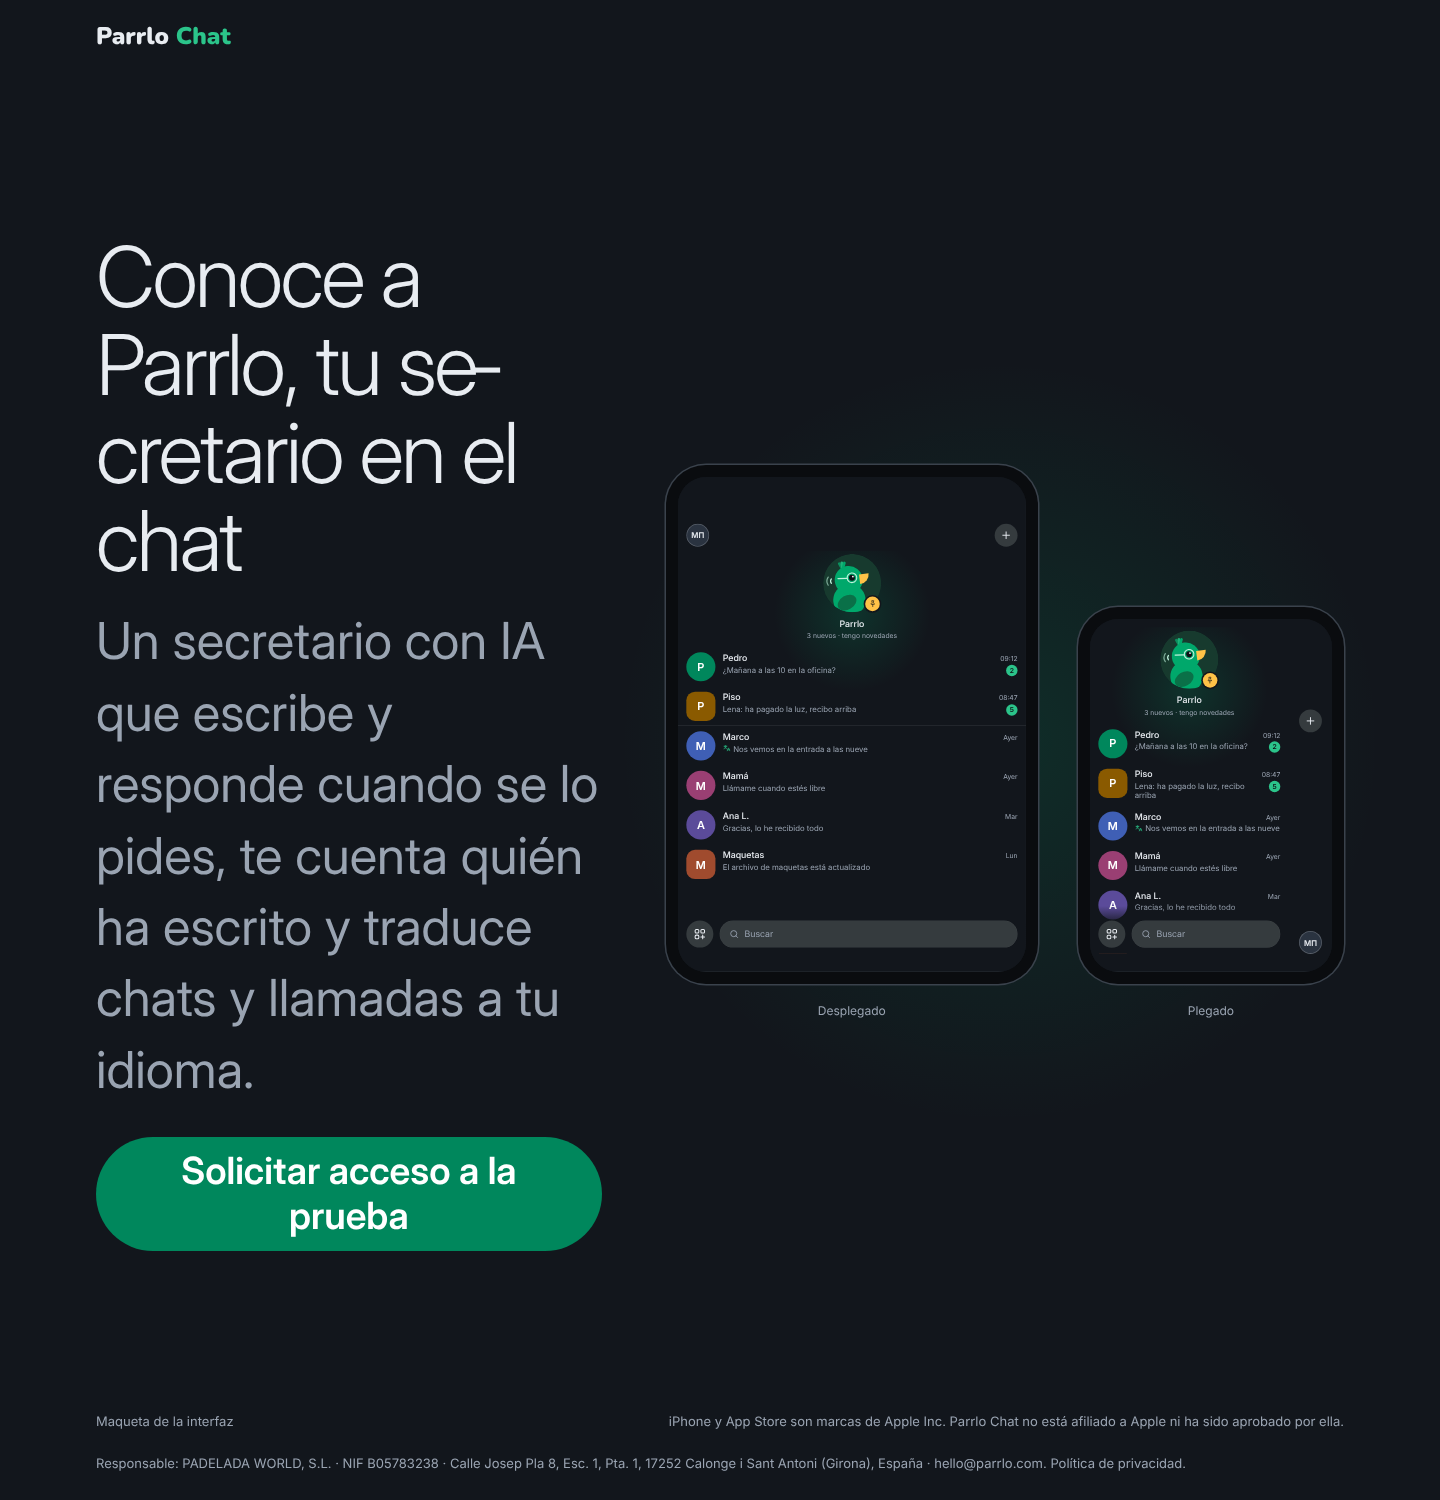 Parrlo Chat
Conoce a
Parrlo, tu se-
cretario en el
chat
Un secretario con IA
que escribe y
responde cuando se lo
pides, te cuenta quién
ha escrito y traduce
chats y llamadas a tu
idioma.
Solicitar acceso a la
prueba
МП
Parrlo
3 nuevos · tengo novedades
P
Pedro
09:12
¿Mañana a las 10 en la oficina?
2
P
Piso
08:47
Lena: ha pagado la luz, recibo arriba
5
M
Marco
Ayer
Nos vemos en la entrada a las nueve
M
Mamá
Ayer
Llámame cuando estés libre
A
Ana L.
Mar
Gracias, lo he recibido todo
M
Maquetas
Lun
El archivo de maquetas está actualizado
Buscar
Desplegado
Parrlo
3 nuevos · tengo novedades
P
Pedro
09:12
¿Mañana a las 10 en la oficina?
2
P
Piso
08:47
Lena: ha pagado la luz, recibo
arriba
5
M
Marco
Ayer
Nos vemos en la entrada a las nueve
M
Mamá
Ayer
Llámame cuando estés libre
A
Ana L.
Mar
Gracias, lo he recibido todo
Buscar
МП
Plegado
Maqueta de la interfaz
iPhone y App Store son marcas de Apple Inc. Parrlo Chat no está afiliado a Apple ni ha sido aprobado por ella.
Responsable: PADELADA WORLD, S.L. · NIF B05783238 · Calle Josep Pla 8, Esc. 1, Pta. 1, 17252 Calonge i Sant Antoni (Girona), España · hello@parrlo.com. Política de privacidad.